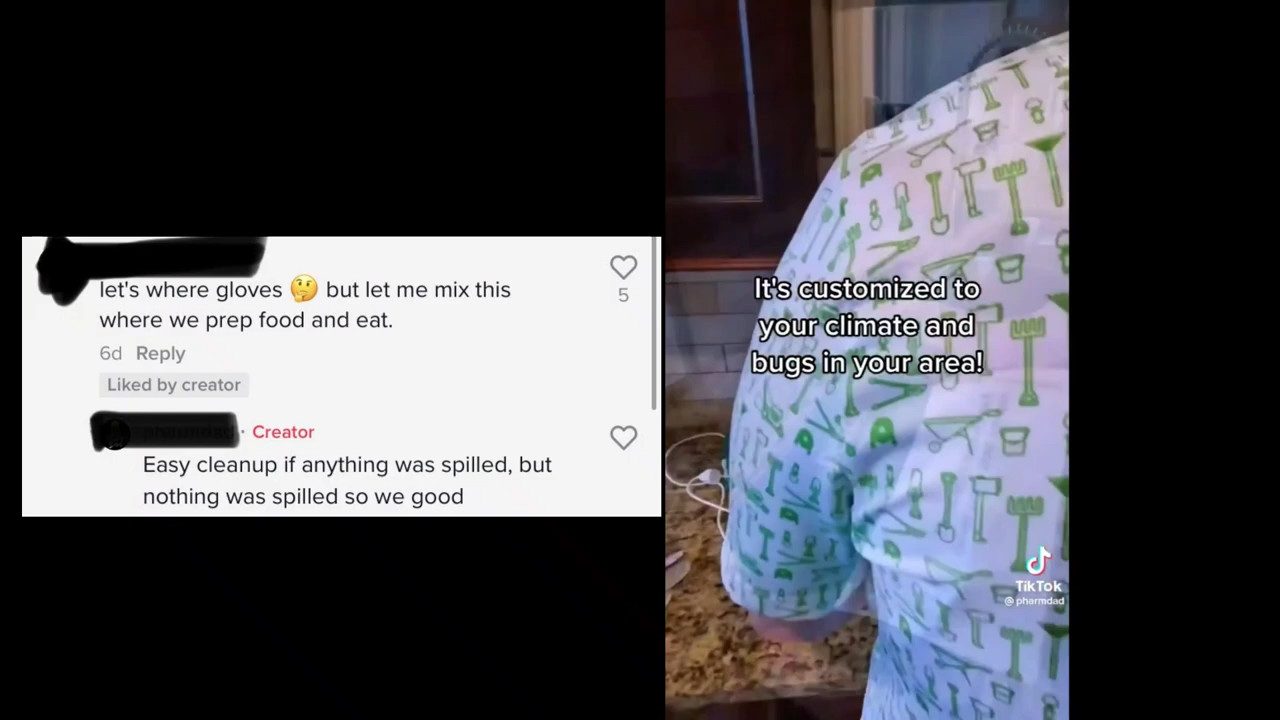 let's where gloves 🤔 but let me mix this
where we prep food and eat.
5
6d Reply
Liked by creator
· Creator
Easy cleanup if anything was spilled, but
nothing was spilled so we good
It's customized to
your climate and
bugs in your area!
TikTok
@pharmdad